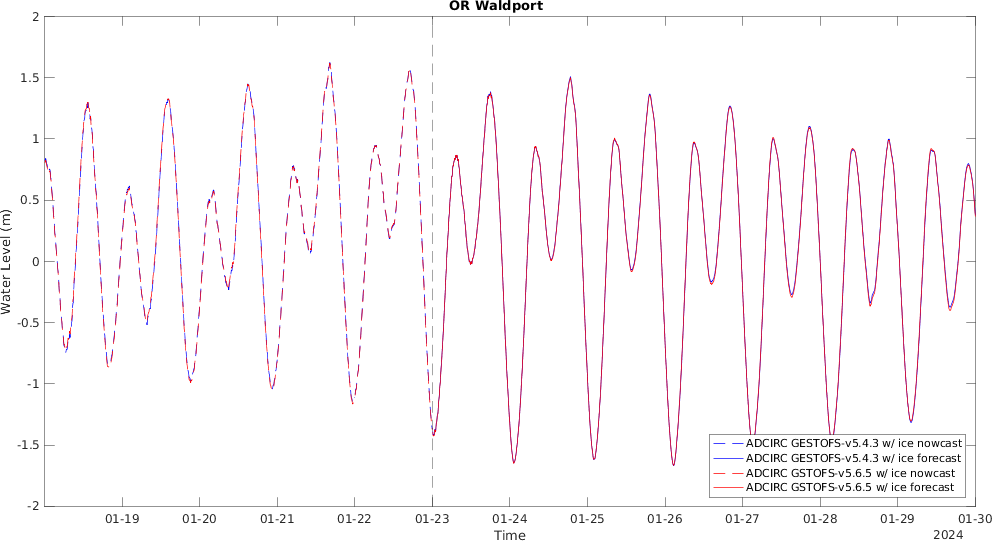 OR Waldport
2
1.5
1
0.5
0
-0.5
-1
-1.5
-2
Water Level (m)
01-19 01-20 01-21 01-22 01-23 01-24 01-25 01-26 01-27 01-28 01-29 01-30
Time
2024
ADCIRC GESTOFS-v5.4.3 w/ ice nowcast
ADCIRC GESTOFS-v5.4.3 w/ ice forecast
ADCIRC GSTOFS-v5.6.5 w/ ice nowcast
ADCIRC GSTOFS-v5.6.5 w/ ice forecast